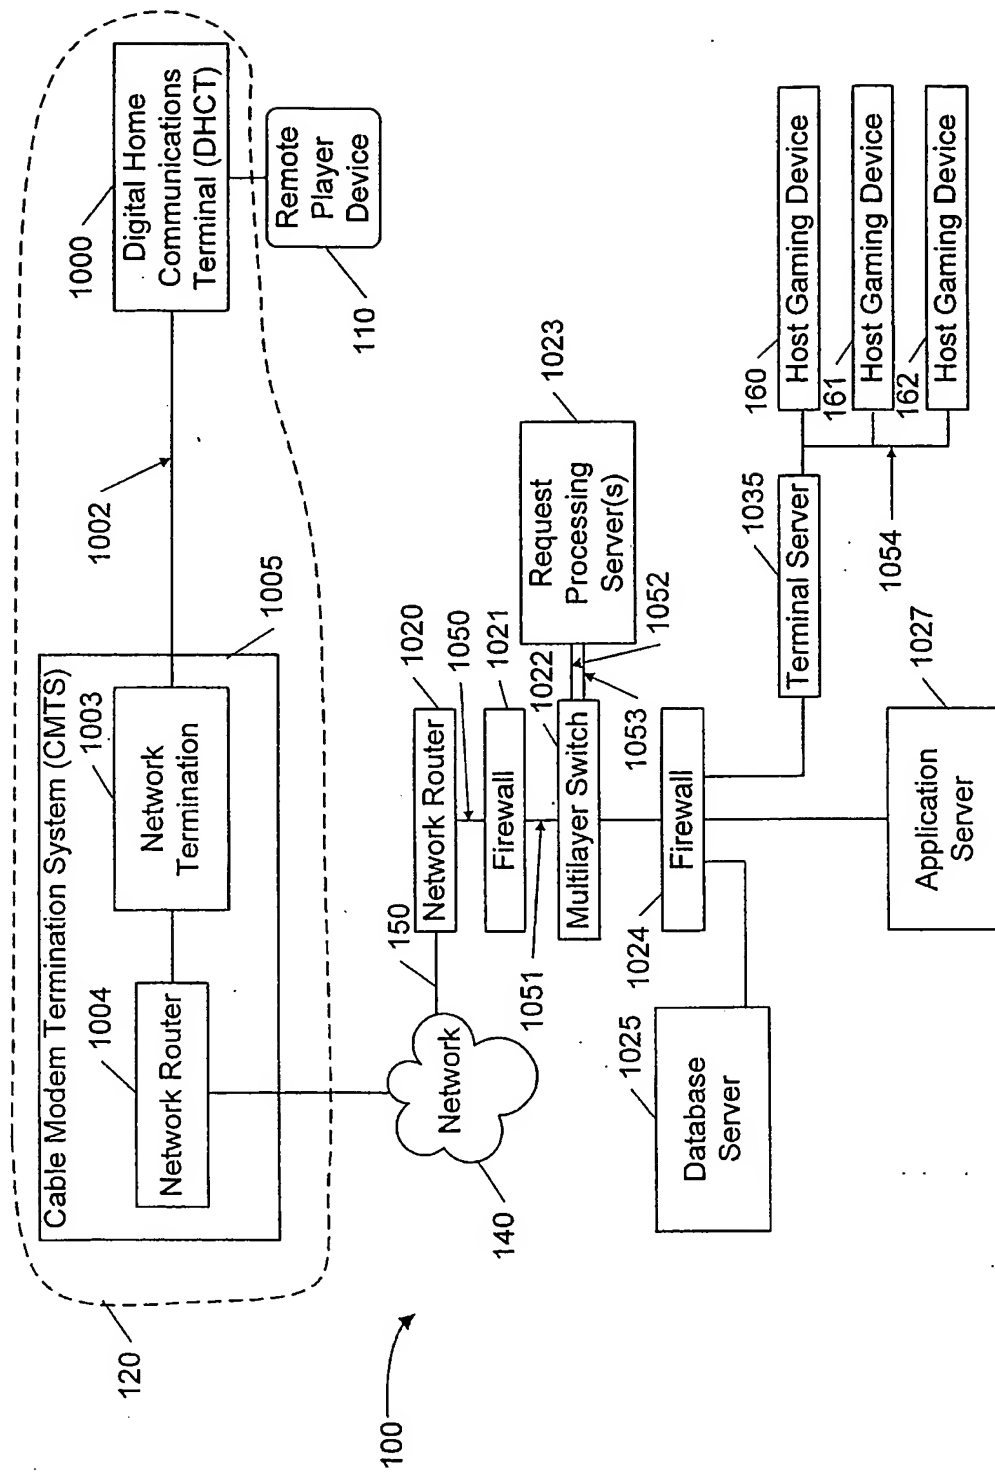 120
Cable Modem Termination System (CMTS)
1004
Network Router
1003
Network
Termination
1005
1002
1000
Digital Home
Communications
Terminal (DHCT)
Remote
Player
Device
110
100
140
Network
150
Network Router
1020
1050
Firewall
1021
1051
Multilayer Switch
1022
1052
1053
Request
Processing
Server(s)
1023
1024
Firewall
1025
Database
Server
Application
Server
1027
Terminal Server
1035
1054
160
Host Gaming Device
161
Host Gaming Device
162
Host Gaming Device